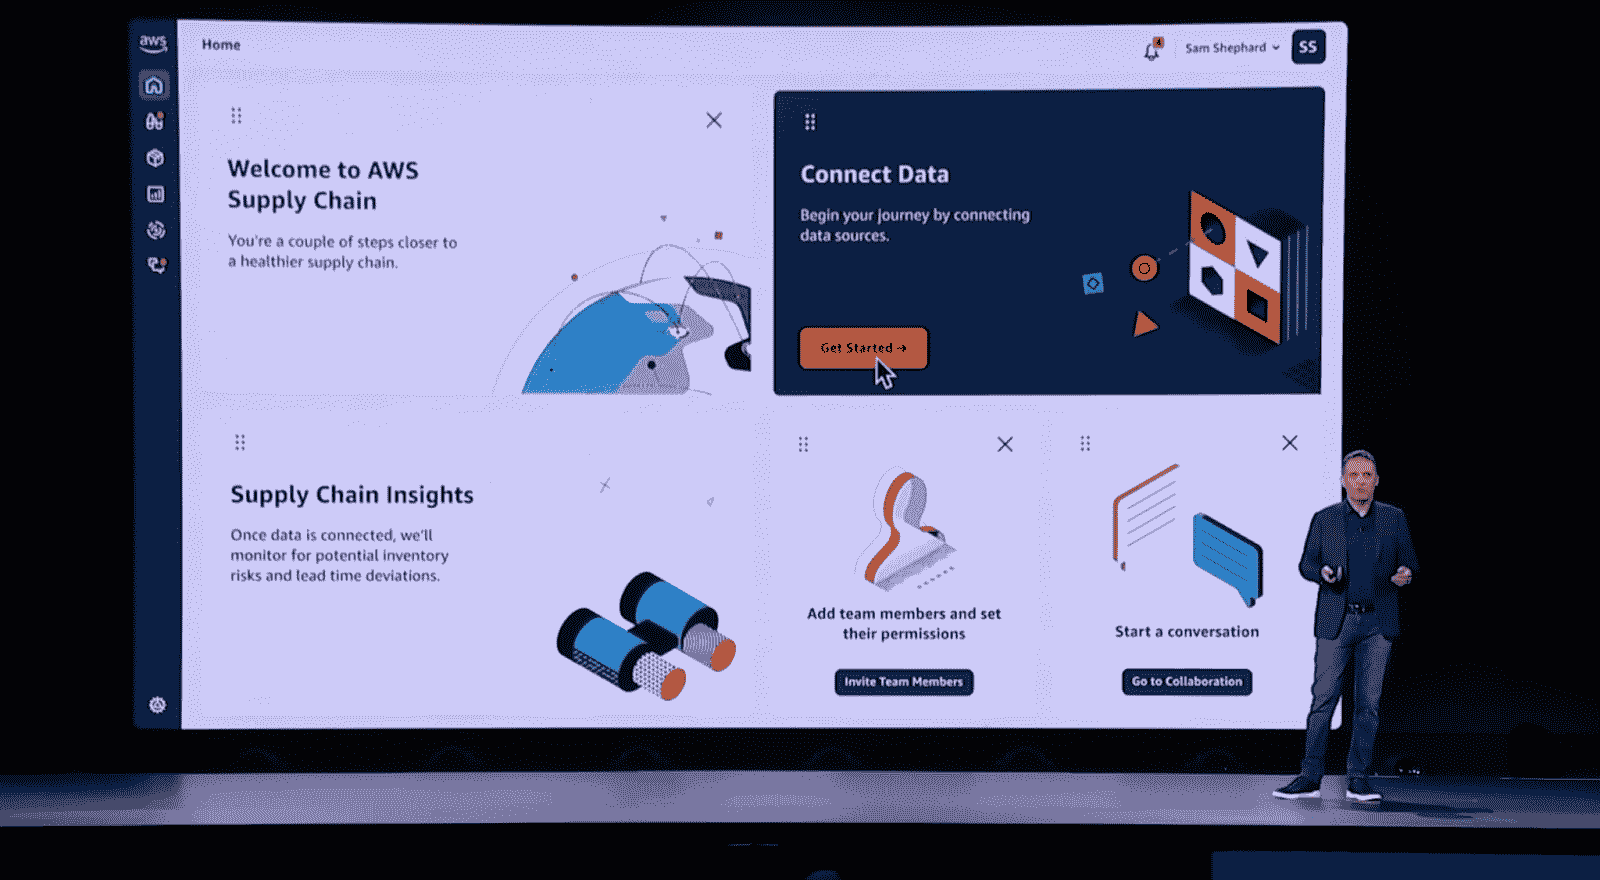 aws
Home
4
Sam Shephard
SS
Welcome to AWS
Supply Chain
You're a couple of steps closer to
a healthier supply chain.
Connect Data
Begin your journey by connecting
data sources.
Get Started →
Supply Chain Insights
Once data is connected, we'll
monitor for potential inventory
risks and lead time deviations.
Add team members and set
their permissions
Invite Team Members
Start a conversation
Go to Collaboration